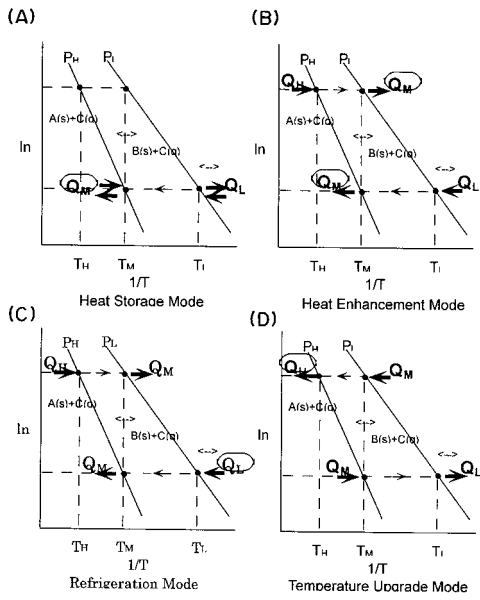 (A)
PH
PI
A(s)+C(g)
<-->
B(s)+C(g)
<-->
ln
QM
QL
TH
TM
TI
1/T
Heat Storage Mode
(B)
PH
PI
QH
QM
A(s)+C(g)
<-->
B(s)+C(g)
<-->
ln
QM
QL
TH
TM
TI
1/T
Heat Enhancement Mode
(C)
PH
PL
QH
QM
A(s)+C(g)
<-->
B(s)+C(g)
<-->
ln
QM
QL
TH
TM
TL
1/T
Refrigeration Mode
(D)
PH
PI
QH
QM
A(s)+C(g)
<-->
B(s)+C(g)
<-->
ln
QM
QL
TH
TM
TI
1/T
Temperature Upgrade Mode